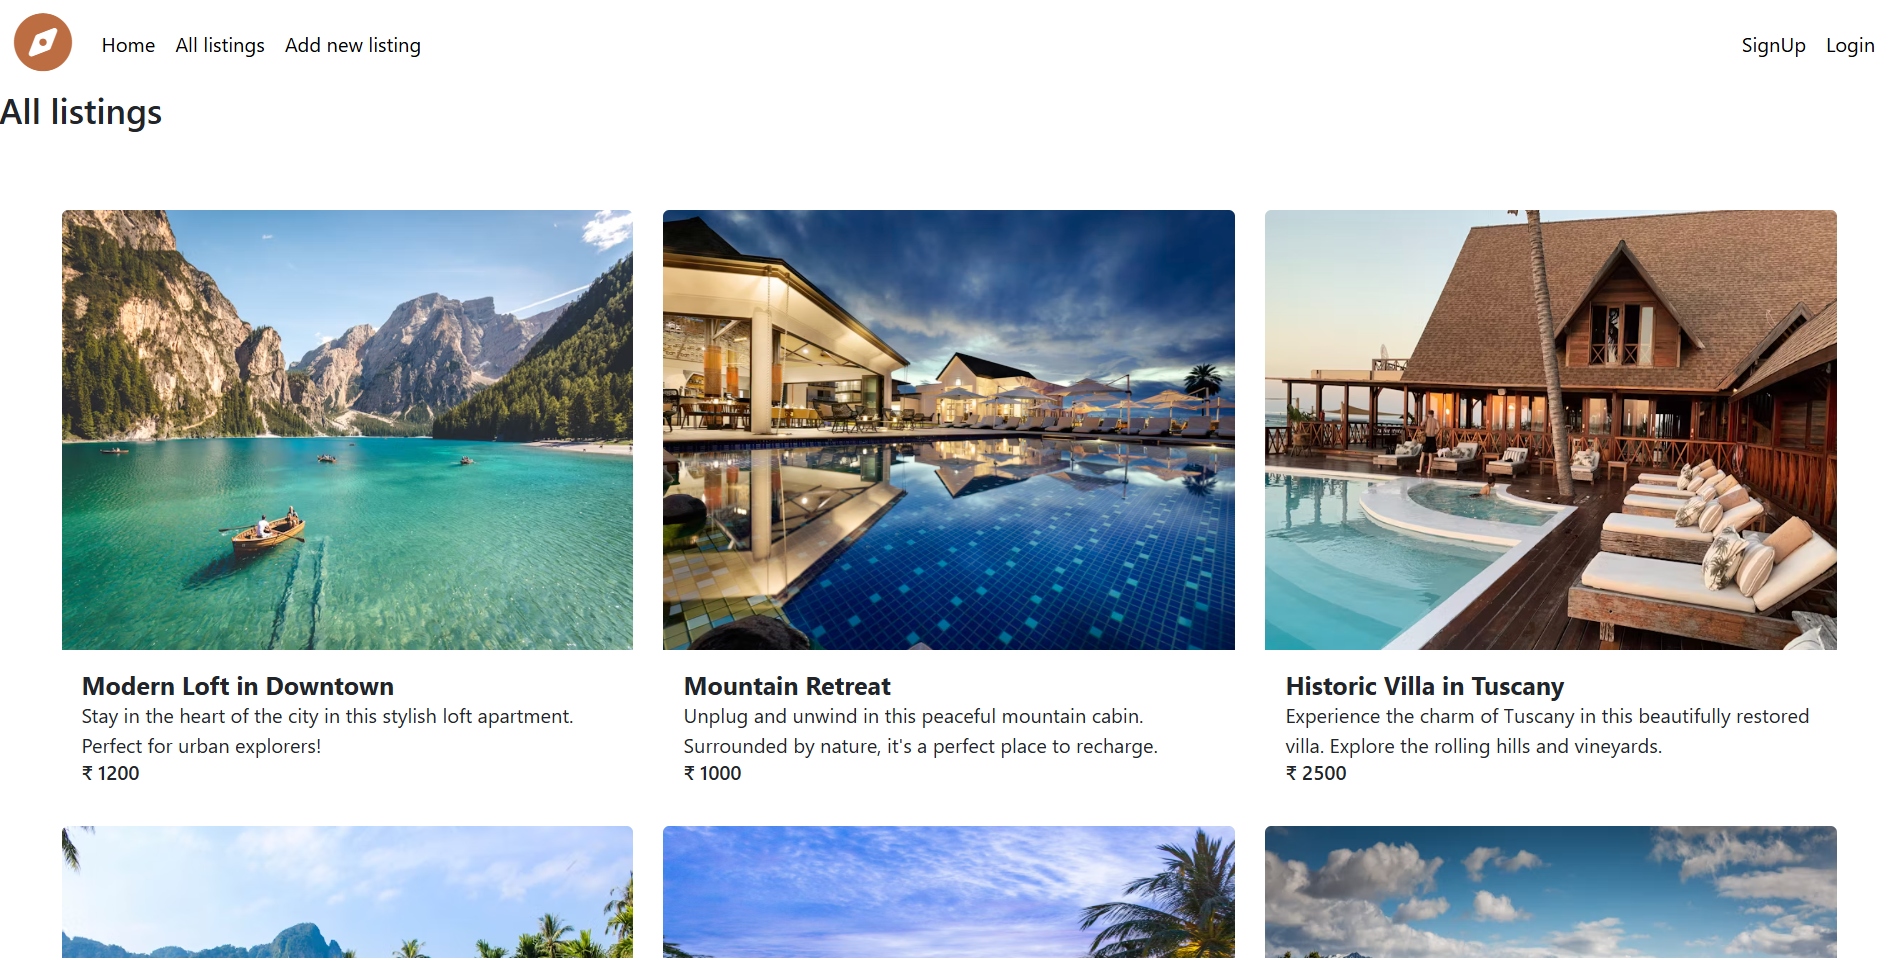 Home All listings Add new listing SignUp Login
All listings
Modern Loft in Downtown
Stay in the heart of the city in this stylish loft apartment.
Perfect for urban explorers!
₹ 1200
Mountain Retreat
Unplug and unwind in this peaceful mountain cabin.
Surrounded by nature, it's a perfect place to recharge.
₹ 1000
Historic Villa in Tuscany
Experience the charm of Tuscany in this beautifully restored
villa. Explore the rolling hills and vineyards.
₹ 2500